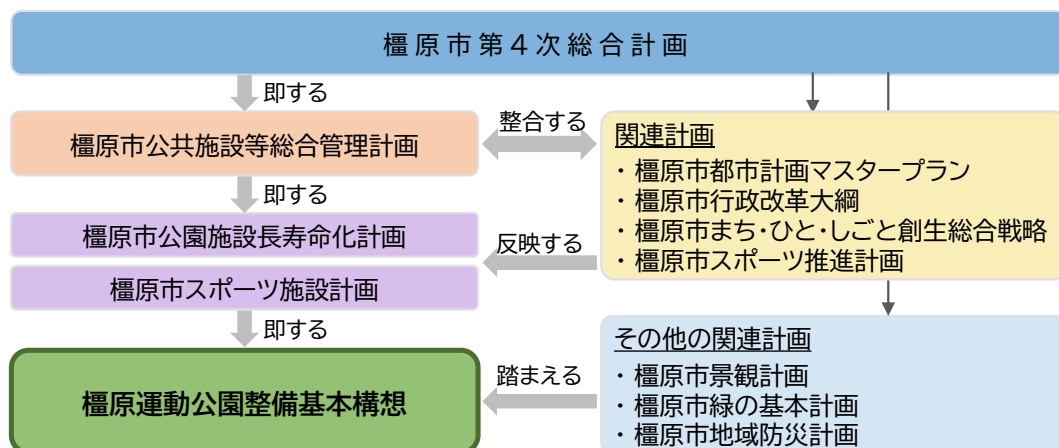 橿原市第4次総合計画
即する
橿原市公共施設等総合管理計画
整合する
即する
橿原市公園施設長寿命化計画
橿原市スポーツ施設計画
反映する
即する
橿原運動公園整備基本構想
踏まえる
関連計画
・橿原市都市計画マスタープラン
・橿原市行政改革大綱
・橿原市まち・ひと・しごと創生総合戦略
・橿原市スポーツ推進計画
その他の関連計画
・橿原市景観計画
・橿原市緑の基本計画
・橿原市地域防災計画